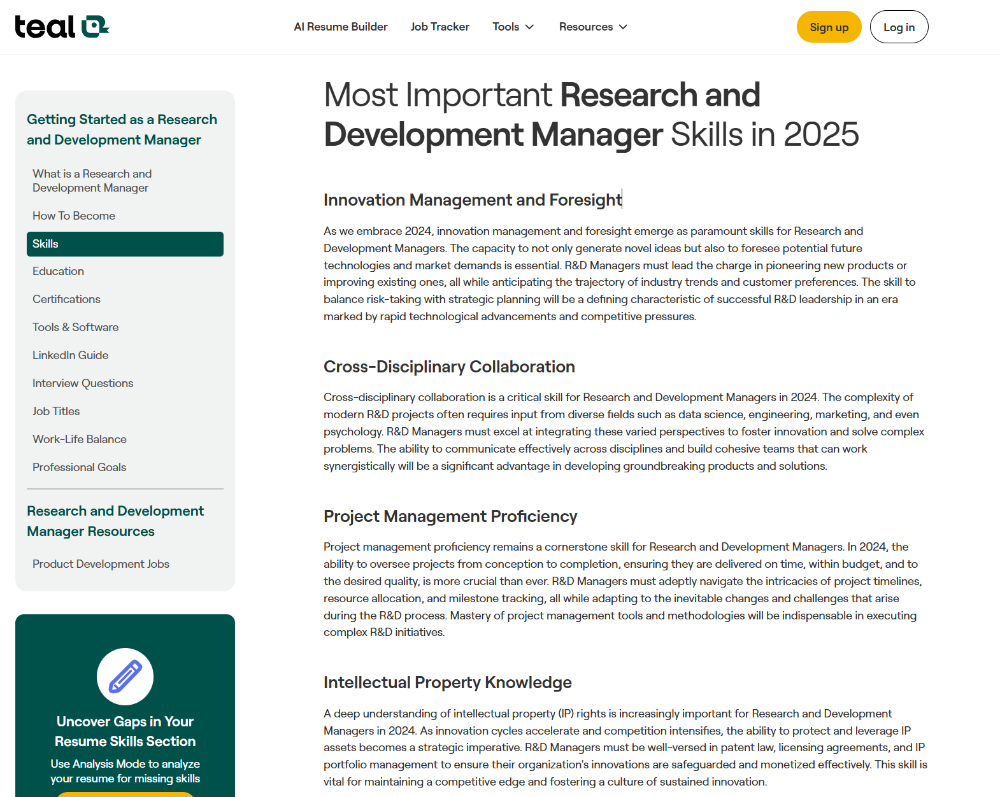 teal
AI Resume Builder
Job Tracker
Tools
Resources
Sign up
Log in
Getting Started as a Research
and Development Manager
What is a Research and
Development Manager
How To Become
Skills
Education
Certifications
Tools & Software
LinkedIn Guide
Interview Questions
Job Titles
Work-Life Balance
Professional Goals
Research and Development
Manager Resources
Product Development Jobs
Uncover Gaps in Your
Resume Skills Section
Use Analysis Mode to analyze
your resume for missing skills
Most Important Research and
Development Manager Skills in 2025
Innovation Management and Foresight
As we embrace 2024, innovation management and foresight emerge as paramount skills for Research and
Development Managers. The capacity to not only generate novel ideas but also to foresee potential future
technologies and market demands is essential. R&D Managers must lead the charge in pioneering new products or
improving existing ones, all while anticipating the trajectory of industry trends and customer preferences. The skill to
balance risk-taking with strategic planning will be a defining characteristic of successful R&D leadership in an era
marked by rapid technological advancements and competitive pressures.
Cross-Disciplinary Collaboration
Cross-disciplinary collaboration is a critical skill for Research and Development Managers in 2024. The complexity of
modern R&D projects often requires input from diverse fields such as data science, engineering, marketing, and even
psychology. R&D Managers must excel at integrating these varied perspectives to foster innovation and solve complex
problems. The ability to communicate effectively across disciplines and build cohesive teams that can work
synergistically will be a significant advantage in developing groundbreaking products and solutions.
Project Management Proficiency
Project management proficiency remains a cornerstone skill for Research and Development Managers. In 2024, the
ability to oversee projects from conception to completion, ensuring they are delivered on time, within budget, and to
the desired quality, is more crucial than ever. R&D Managers must adeptly navigate the intricacies of project timelines,
resource allocation, and milestone tracking, all while adapting to the inevitable changes and challenges that arise
during the R&D process. Mastery of project management tools and methodologies will be indispensable in executing
complex R&D initiatives.
Intellectual Property Knowledge
A deep understanding of intellectual property (IP) rights is increasingly important for Research and Development
Managers in 2024. As innovation cycles accelerate and competition intensifies, the ability to protect and leverage IP
assets becomes a strategic imperative. R&D Managers must be well-versed in patent law, licensing agreements, and IP
portfolio management to ensure their organization's innovations are safeguarded and monetized effectively. This skill is
vital for maintaining a competitive edge and fostering a culture of sustained innovation.